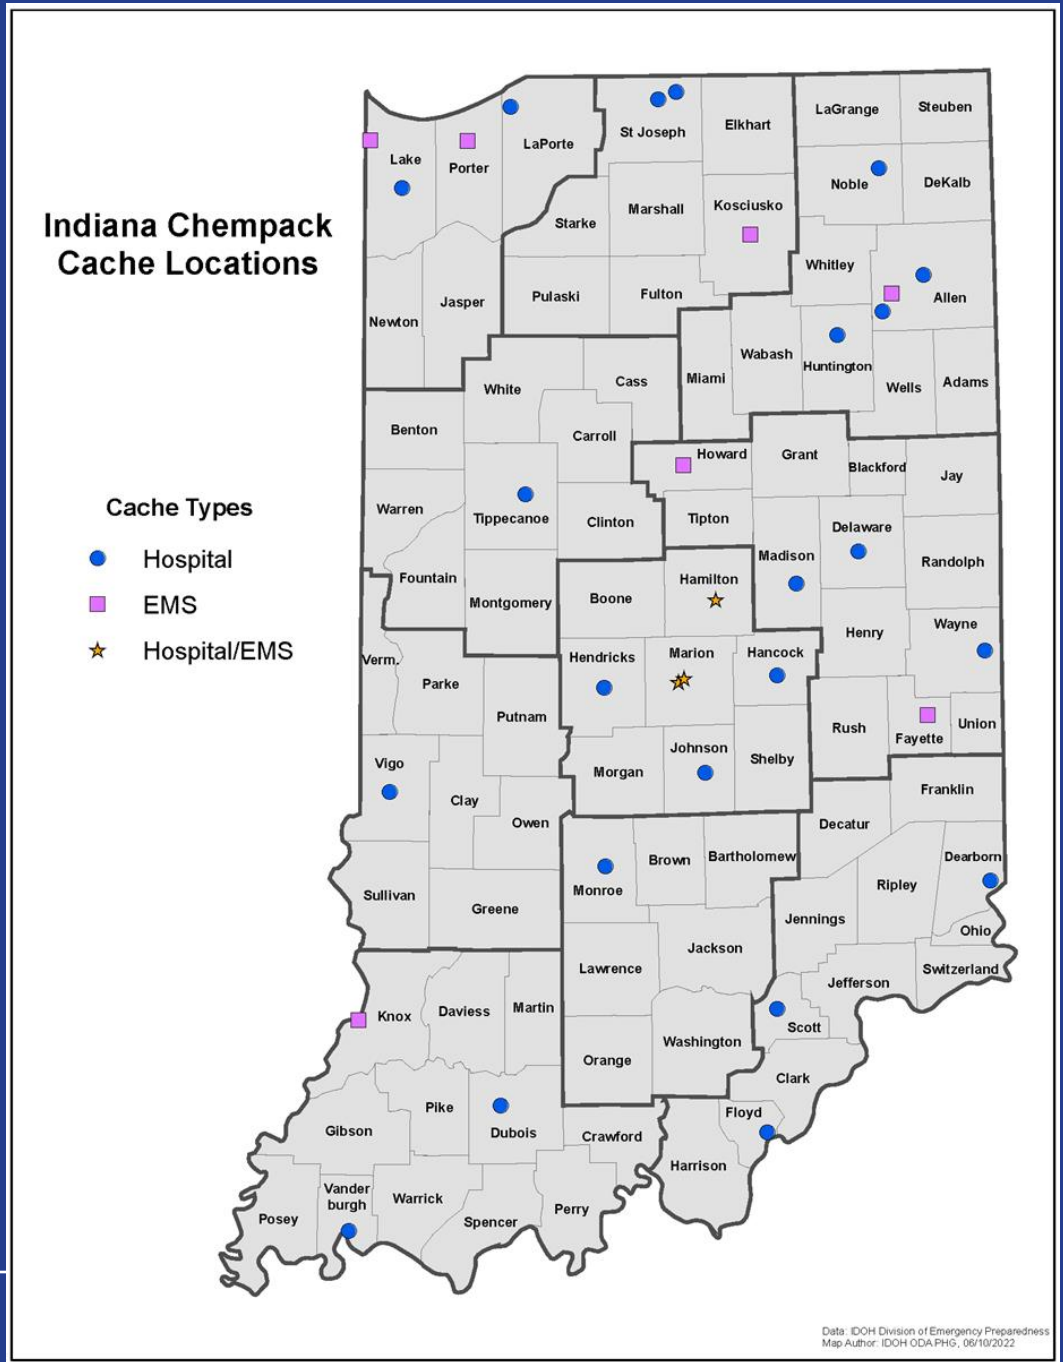 Indiana Chempack
Cache Locations
Cache Types
Hospital
EMS
Hospital/EMS
Lake
Porter
LaPorte
St Joseph
Elkhart
LaGrange
Steuben
Noble
DeKalb
Starke
Marshall
Kosciusko
Whitley
Allen
Newton
Jasper
Pulaski
Fulton
Miami
Wabash
Huntington
Wells
Adams
White
Cass
Benton
Carroll
Howard
Grant
Blackford
Jay
Warren
Tippecanoe
Clinton
Tipton
Madison
Delaware
Randolph
Fountain
Montgomery
Boone
Hamilton
Henry
Wayne
Verm.
Parke
Putnam
Hendricks
Marion
Hancock
Rush
Fayette
Union
Vigo
Clay
Owen
Morgan
Johnson
Shelby
Decatur
Franklin
Sullivan
Greene
Monroe
Brown
Bartholomew
Jennings
Ripley
Dearborn
Ohio
Lawrence
Jackson
Jefferson
Switzerland
Knox
Daviess
Martin
Orange
Washington
Scott
Clark
Gibson
Pike
Dubois
Crawford
Floyd
Harrison
Posey
Vander
burgh
Warrick
Spencer
Perry
Data: IDOH Division of Emergency Preparedness
Map Author: IDOH ODA PHG, 06/10/2022